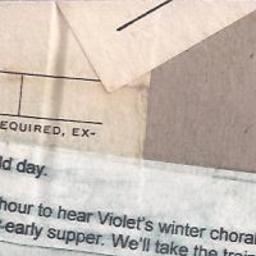 EQUIRED, EX-
ld day.
hour to hear Violet's winter choral
-early supper. We'll take the train